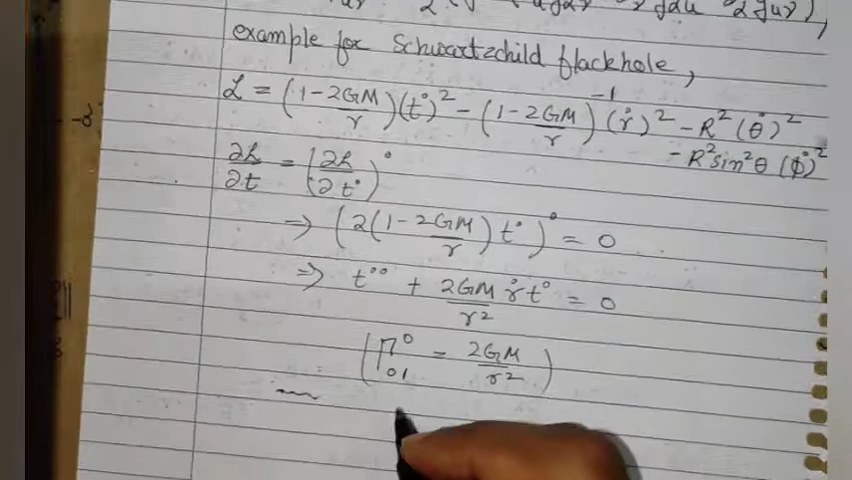 example for Schwartzchild flackhole,
L = (1-2GM/r)(ṫ)² - (1-2GM/r)⁻¹(ṙ)² - R²(θ̇)²
- R²sin²θ (φ̇)²
∂L/∂t = (∂L/∂ṫ)°
⇒ (2(1-2GM/r) ṫ)° = 0
⇒ t°° + 2GM/r² ṙ t° = 0
(Γ⁰₀₁ = 2GM/r²)